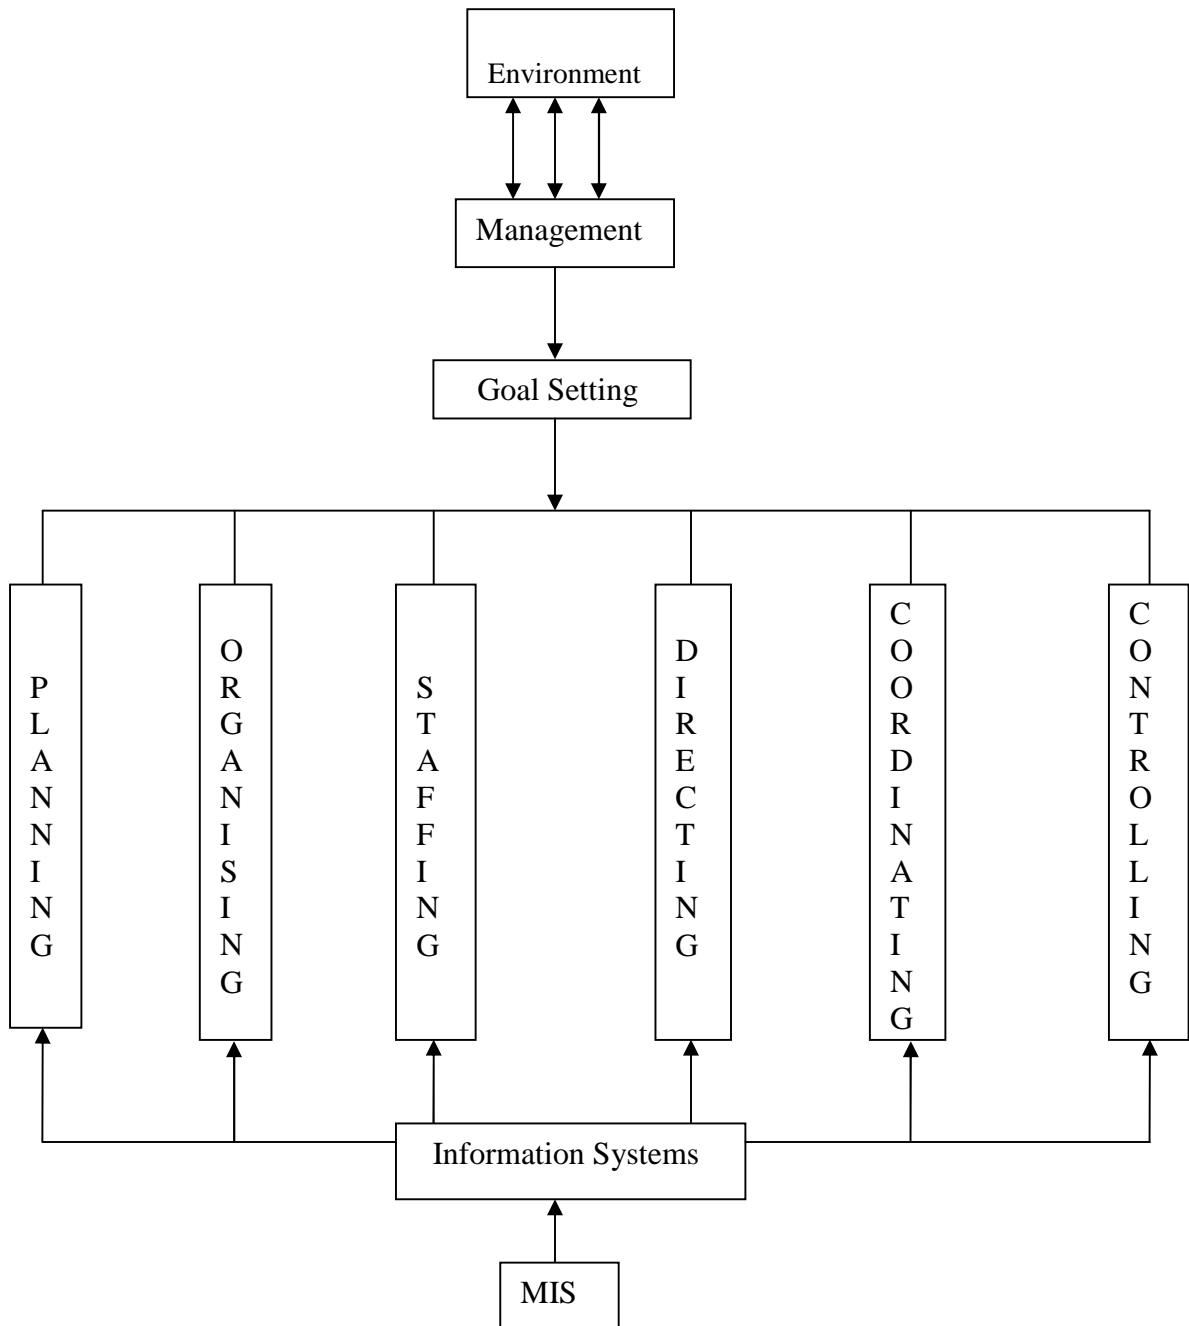 Environment
Management
Goal Setting
PLANNING
ORGANISING
STAFFING
DIRECTING
COORDINATING
CONTROLLING
Information Systems
MIS